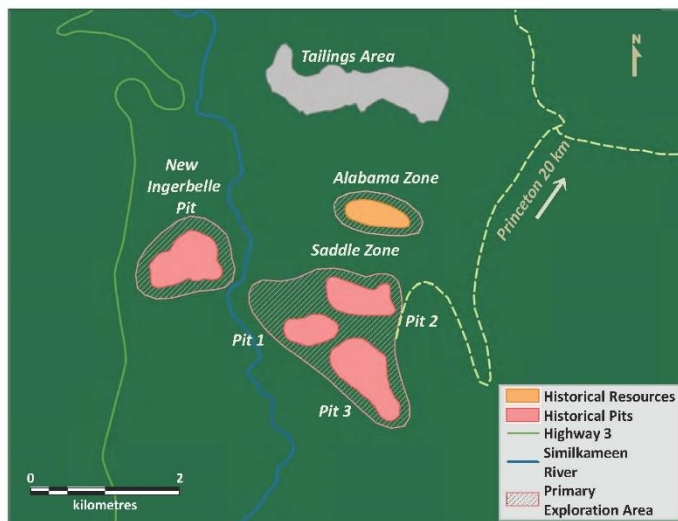 N
Tailings Area
Princeton 20 km
New
Ingerbelle
Pit
Alabama Zone
Saddle Zone
Pit 1
Pit 2
Pit 3
Historical Resources
Historical Pits
Highway 3
Similkameen
River
Primary
Exploration Area
0
2
kilometres